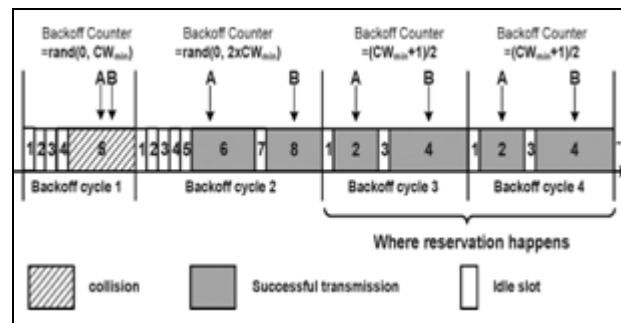 Backoff Counter Backoff Counter Backoff Counter Backoff Counter
=rand(0, CWmin) =rand(0, 2xCWmin) =(CWmin+1)/2 =(CWmin+1)/2
A B A B A B A B
1 2 3 4 5 1 2 3 4 5 6 7 8 1 2 3 4 1 2 3 4
Backoff cycle 1 Backoff cycle 2 Backoff cycle 3 Backoff cycle 4
Where reservation happens
collision Successful transmission Idle slot